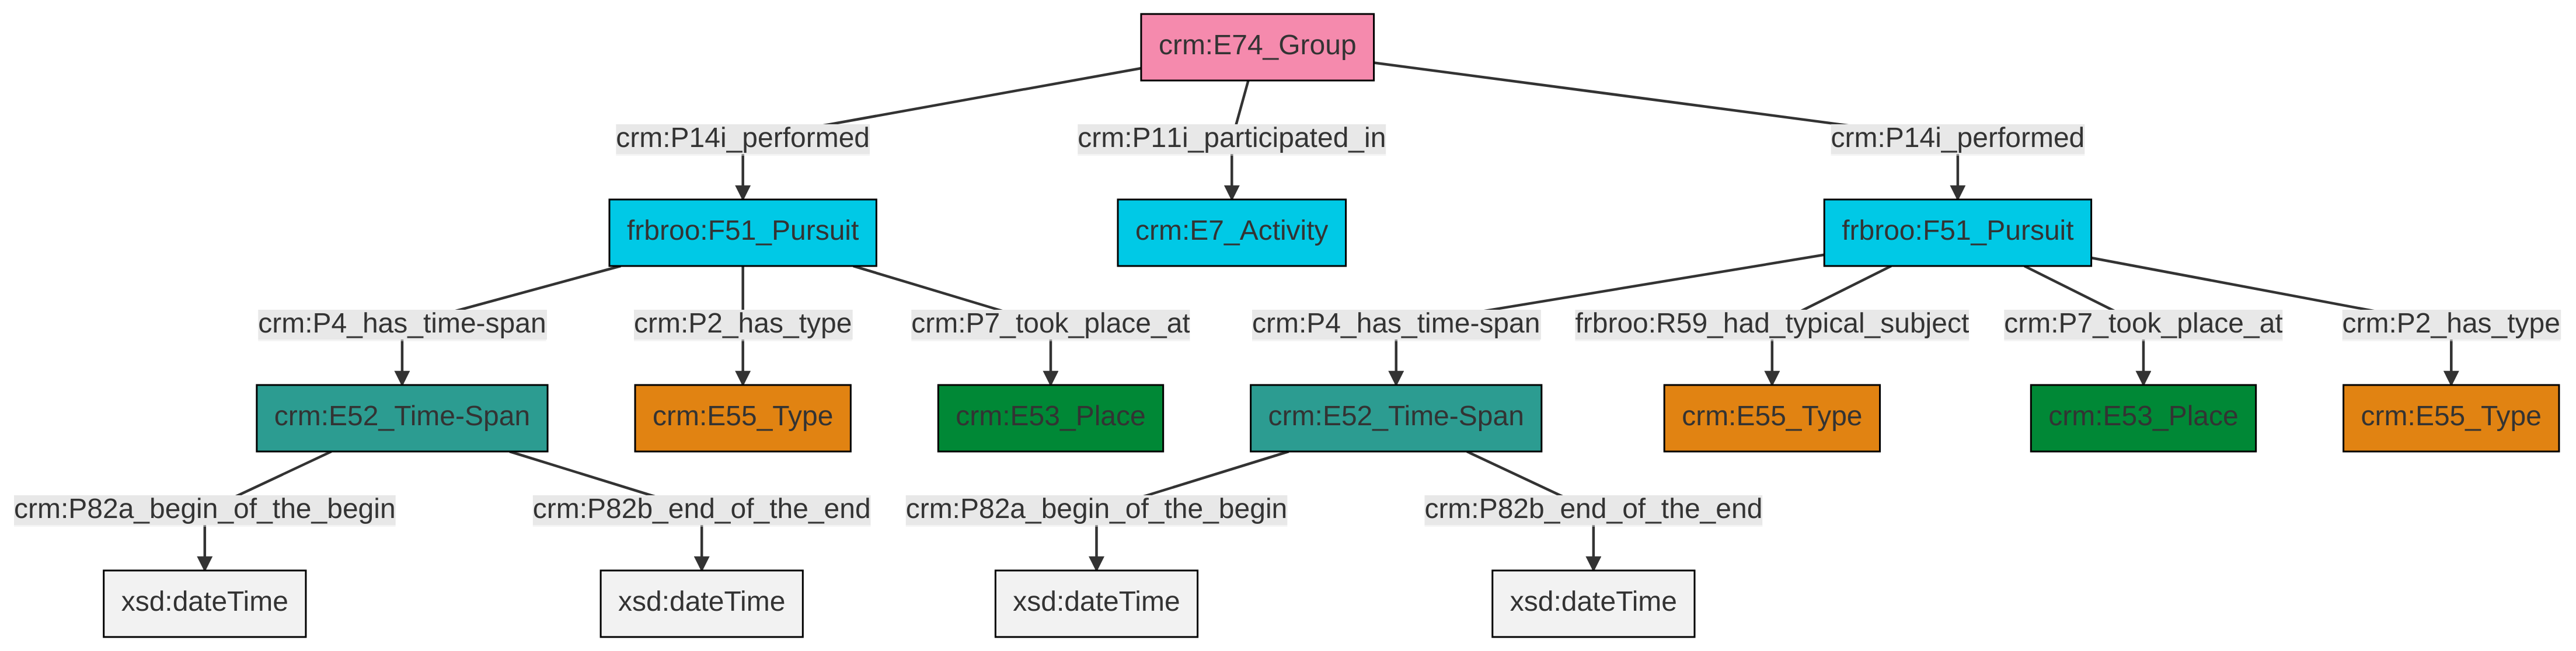 crm:E74_Group
crm:P14i_performed
crm:P11i_participated_in
crm:P14i_performed
frbroo:F51_Pursuit
crm:E7_Activity
frbroo:F51_Pursuit
crm:P4_has_time-span
crm:P2_has_type
crm:P7_took_place_at
crm:P4_has_time-span
frbroo:R59_had_typical_subject
crm:P7_took_place_at
crm:P2_has_type
crm:E52_Time-Span
crm:E55_Type
crm:E53_Place
crm:E52_Time-Span
crm:E55_Type
crm:E53_Place
crm:E55_Type
crm:P82a_begin_of_the_begin
crm:P82b_end_of_the_end
crm:P82a_begin_of_the_begin
crm:P82b_end_of_the_end
xsd:dateTime
xsd:dateTime
xsd:dateTime
xsd:dateTime